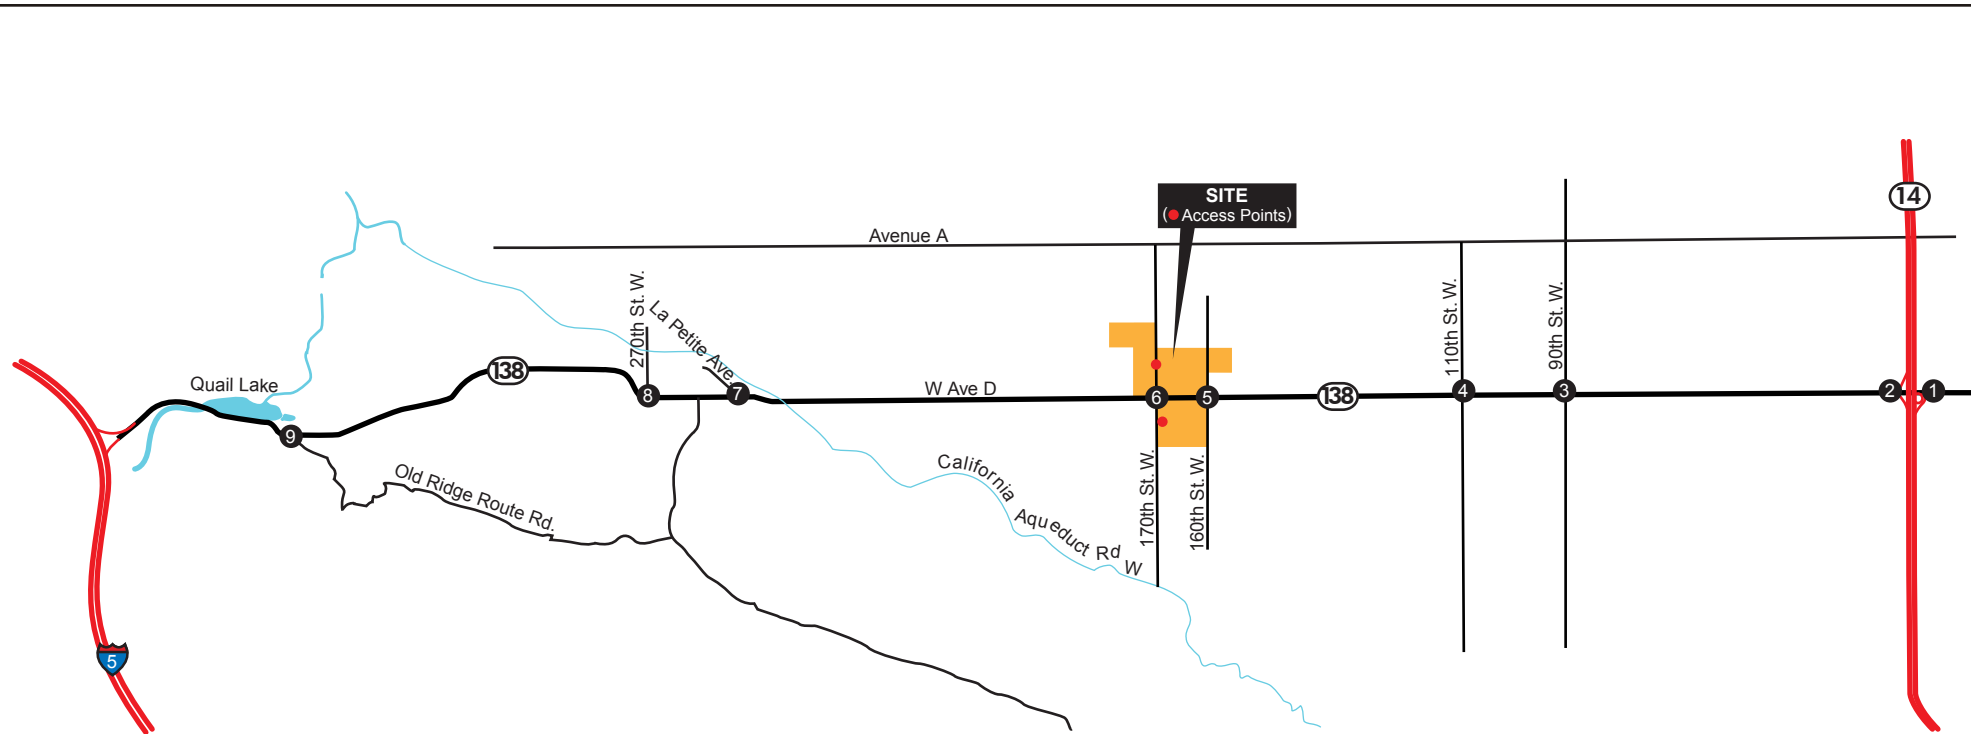 SITE
(Access Points)
14
Avenue A
270th St. W.
La Petite Ave.
110th St. W.
90th St. W.
138
Quail Lake
W Ave D
8
7
6
5
138
4
3
2
1
9
Old Ridge Route Rd.
California Aqueduct Rd W
170th St. W.
160th St. W.
5